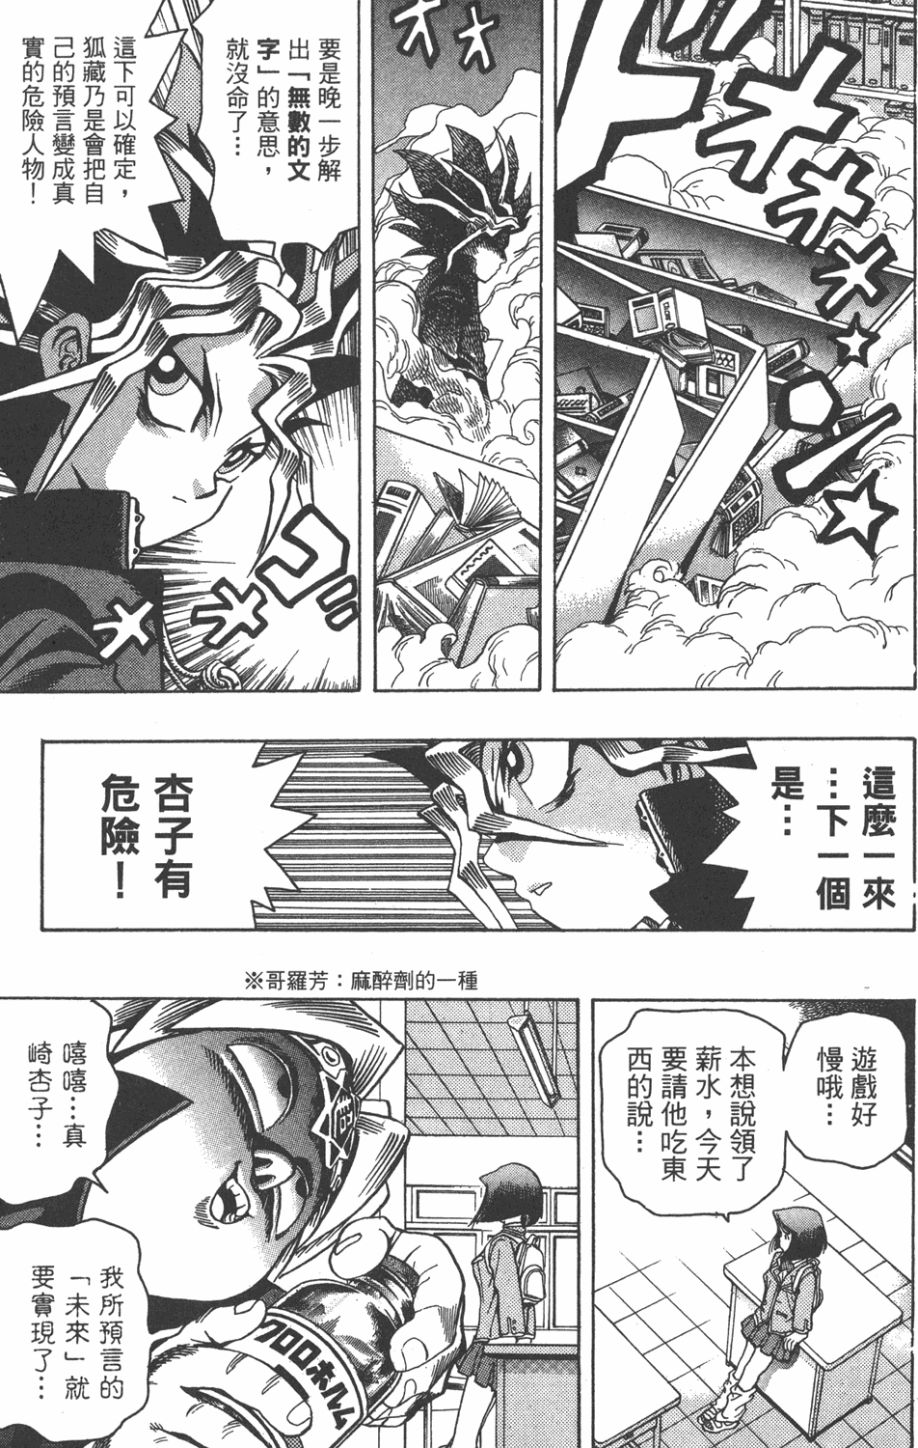 ドオオオオン
要是晚一步解
出「無數的文
字」的意思,
就沒命了…
這下可以確定,
狐藏乃是會把自
己的預言變成真
實的危險人物!
ゴオオ
這麼一來
…下一個
是…
杏子有
危險!
※哥羅芳:麻醉劑的一種
遊戲好
慢哦…
本想說領了
薪水,今天
要請他吃東
西的說…
嘻嘻…真
崎杏子…
クロロホルム
我所預言的
「未來」就
要實現了…